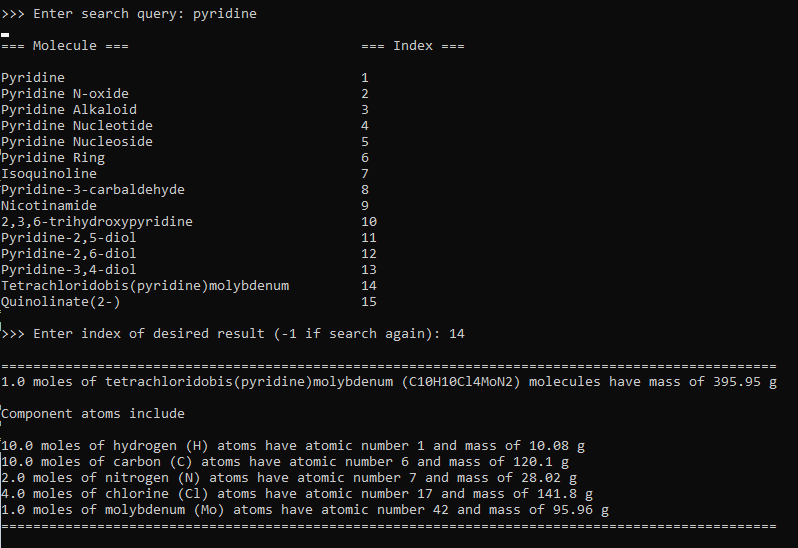 >>> Enter search query: pyridine
=== Molecule === === Index ===
Pyridine 1
Pyridine N-oxide 2
Pyridine Alkaloid 3
Pyridine Nucleotide 4
Pyridine Nucleoside 5
Pyridine Ring 6
Isoquinoline 7
Pyridine-3-carbaldehyde 8
Nicotinamide 9
2,3,6-trihydroxypyridine 10
Pyridine-2,5-diol 11
Pyridine-2,6-diol 12
Pyridine-3,4-diol 13
Tetrachloridobis(pyridine)molybdenum 14
Quinolinate(2-) 15
>>> Enter index of desired result (-1 if search again): 14
=================================================================================================
1.0 moles of tetrachloridobis(pyridine)molybdenum (C10H10Cl4MoN2) molecules have mass of 395.95 g
Component atoms include
10.0 moles of hydrogen (H) atoms have atomic number 1 and mass of 10.08 g
10.0 moles of carbon (C) atoms have atomic number 6 and mass of 120.1 g
2.0 moles of nitrogen (N) atoms have atomic number 7 and mass of 28.02 g
4.0 moles of chlorine (Cl) atoms have atomic number 17 and mass of 141.8 g
1.0 moles of molybdenum (Mo) atoms have atomic number 42 and mass of 95.96 g
=================================================================================================